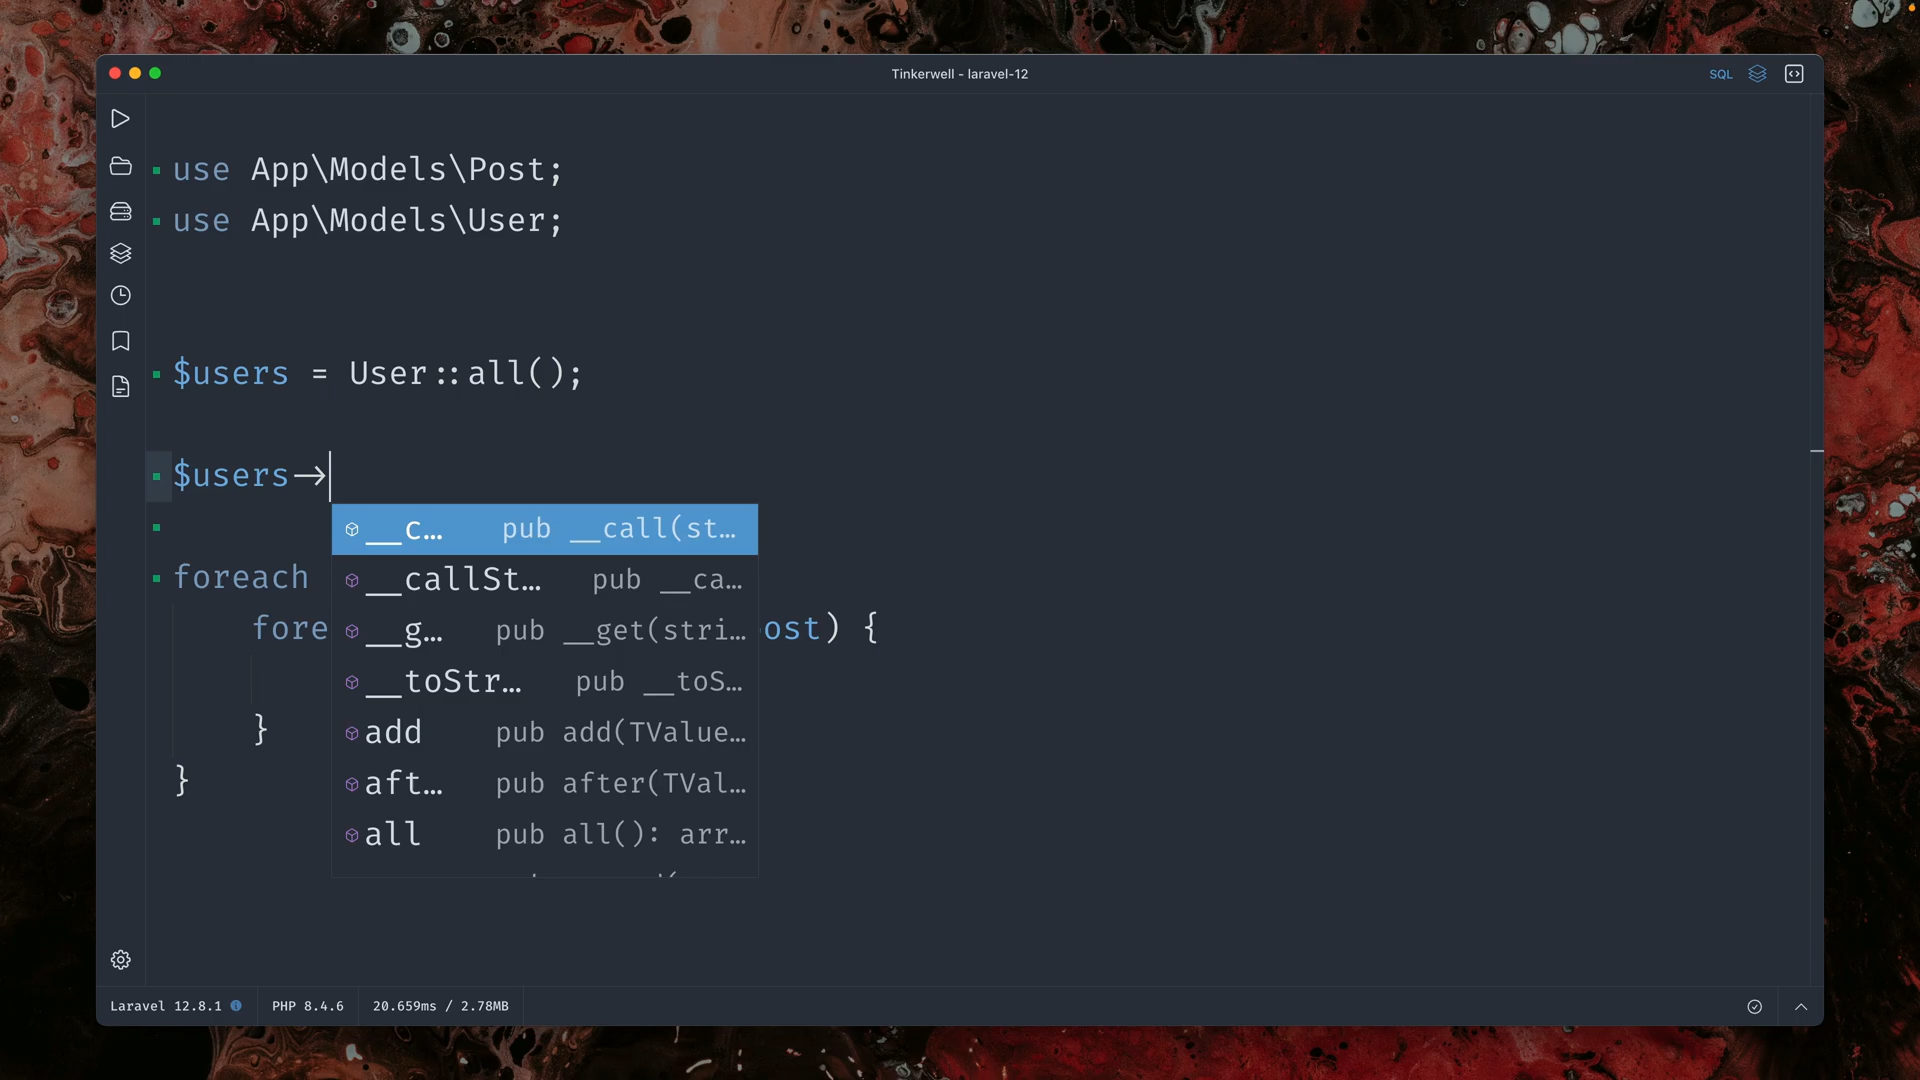 Tinkerwell - laravel-12
SQL
use App\Models\Post;
use App\Models\User;
$users = User::all();
$users->
__c… pub __call(st…
foreach
__callSt… pub __ca…
fore
__g… pub __get(stri…
ost) {
__toStr… pub __toS…
}
add pub add(TValue…
}
aft… pub after(TVal…
all pub all(): arr…
Laravel 12.8.1
PHP 8.4.6
20.659ms / 2.78MB